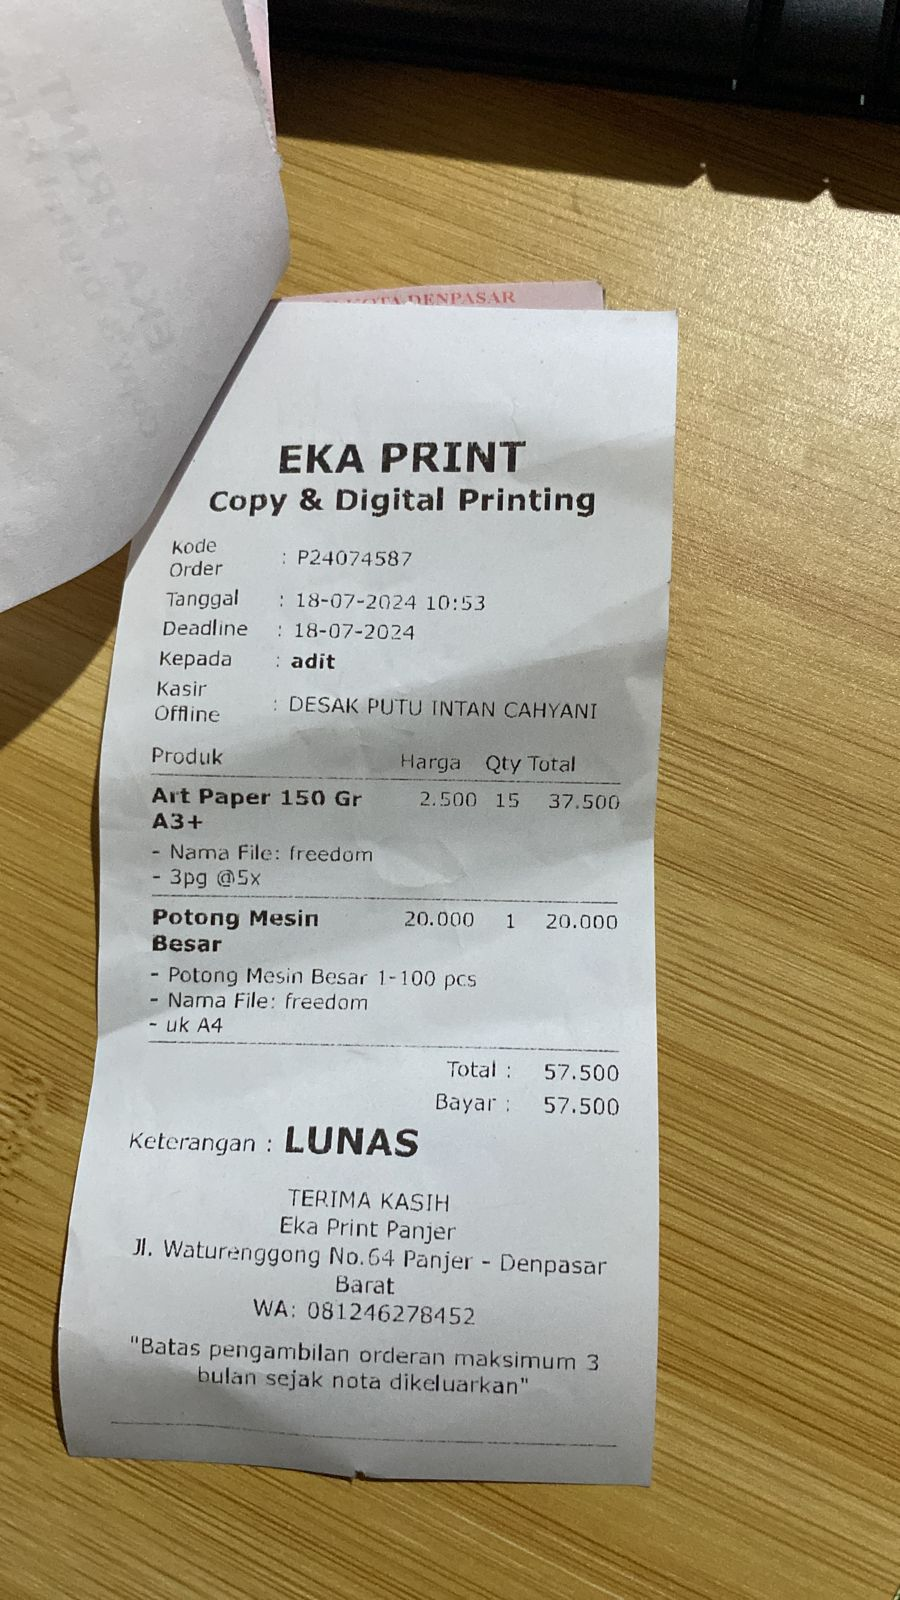 KOTA DENPASAR
EKA PRINT
Copy & Digital Printing
Kode Order : P24074587
Tanggal : 18-07-2024 10:53
Deadline : 18-07-2024
Kepada : adit
Kasir Offline : DESAK PUTU INTAN CAHYANI
Produk Harga Qty Total
Art Paper 150 Gr 2.500 15 37.500
A3+
- Nama File: freedom
- 3pg @5x
Potong Mesin 20.000 1 20.000
Besar
- Potong Mesin Besar 1-100 pcs
- Nama File: freedom
- uk A4
Total : 57.500
Bayar : 57.500
Keterangan : LUNAS
TERIMA KASIH
Eka Print Panjer
Jl. Waturenggong No.64 Panjer - Denpasar
Barat
WA: 081246278452
"Batas pengambilan orderan maksimum 3
bulan sejak nota dikeluarkan"